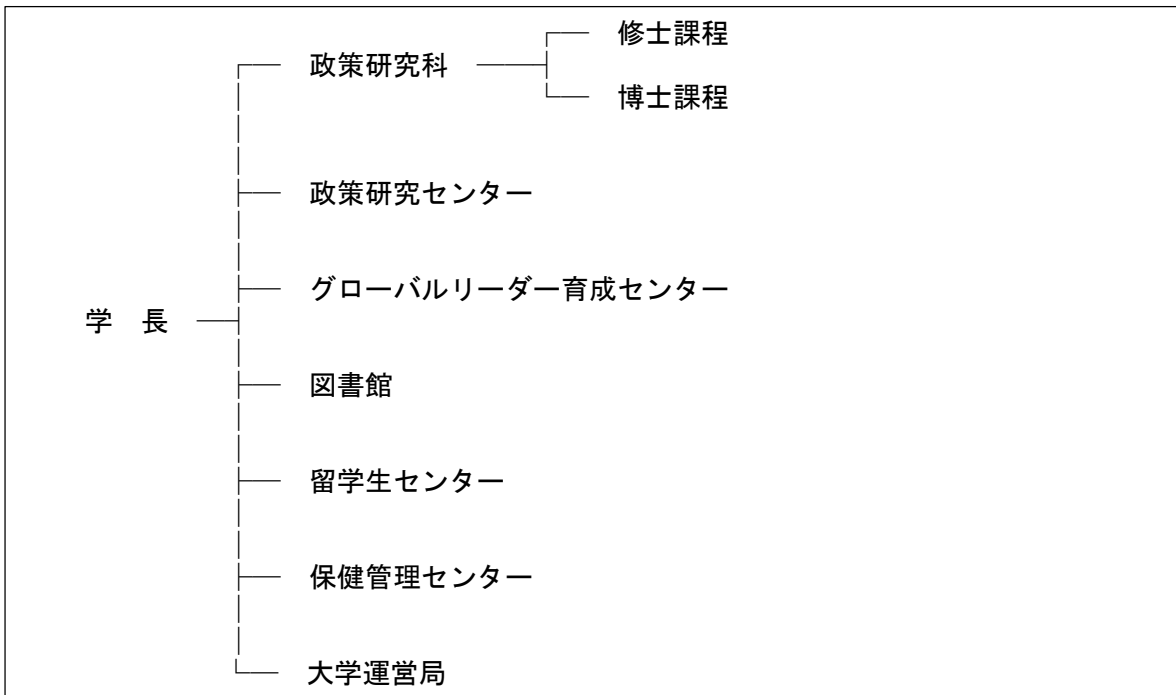 修士課程
政策研究科
博士課程
政策研究センター
グローバルリーダー育成センター
学　長
図書館
留学生センター
保健管理センター
大学運営局